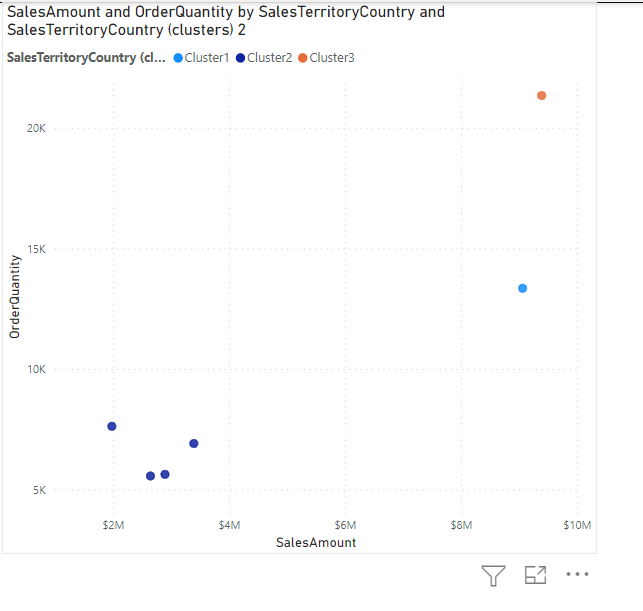 SalesAmount and OrderQuantity by SalesTerritoryCountry and
SalesTerritoryCountry (clusters) 2
SalesTerritoryCountry (cl... Cluster1 Cluster2 Cluster3
20K
15K
OrderQuantity
10K
5K
$2M $4M $6M $8M $10M
SalesAmount